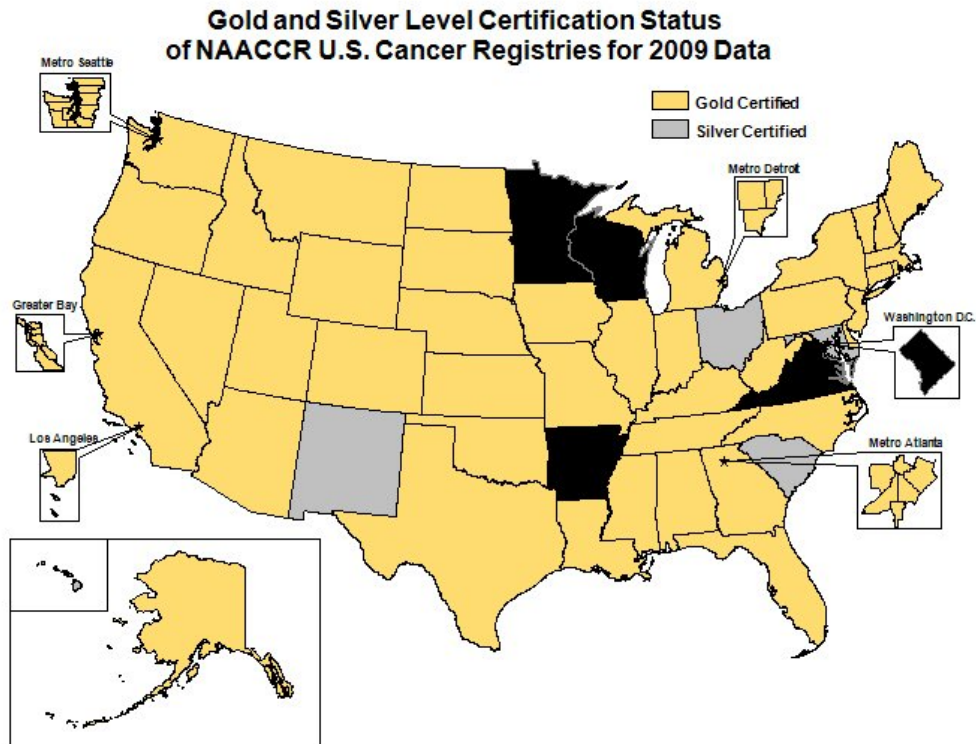 Gold and Silver Level Certification Status
of NAACCR U.S. Cancer Registries for 2009 Data
Metro Seattle
Gold Certified
Silver Certified
Metro Detroit
Greater Bay
Washington D.C.
Los Angeles
Metro Atlanta